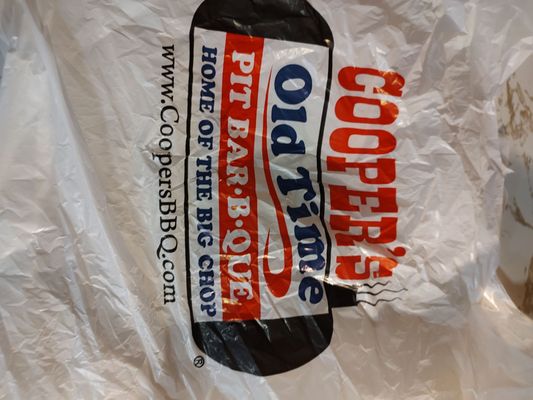 COOPER'S
Old Time
PIT BAR·B·QUE
HOME OF THE BIG CHOP
®
www.CoopersBBQ.com